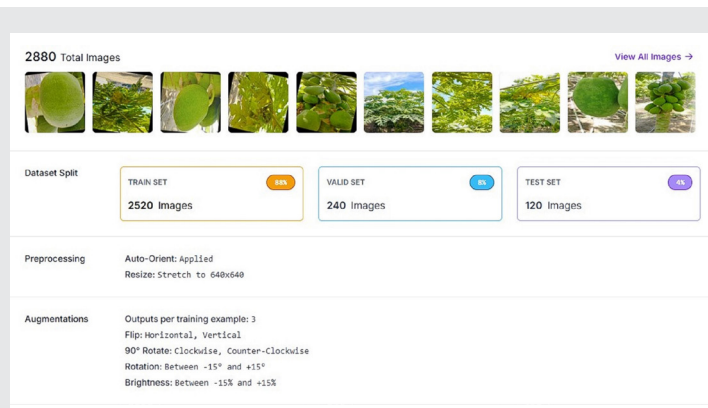 2880 Total Images
View All Images →
Dataset Split
TRAIN SET 88%
2520 Images
VALID SET 8%
240 Images
TEST SET 4%
120 Images
Preprocessing
Auto-Orient: Applied
Resize: Stretch to 640x640
Augmentations
Outputs per training example: 3
Flip: Horizontal, Vertical
90° Rotate: Clockwise, Counter-Clockwise
Rotation: Between -15° and +15°
Brightness: Between -15% and +15%